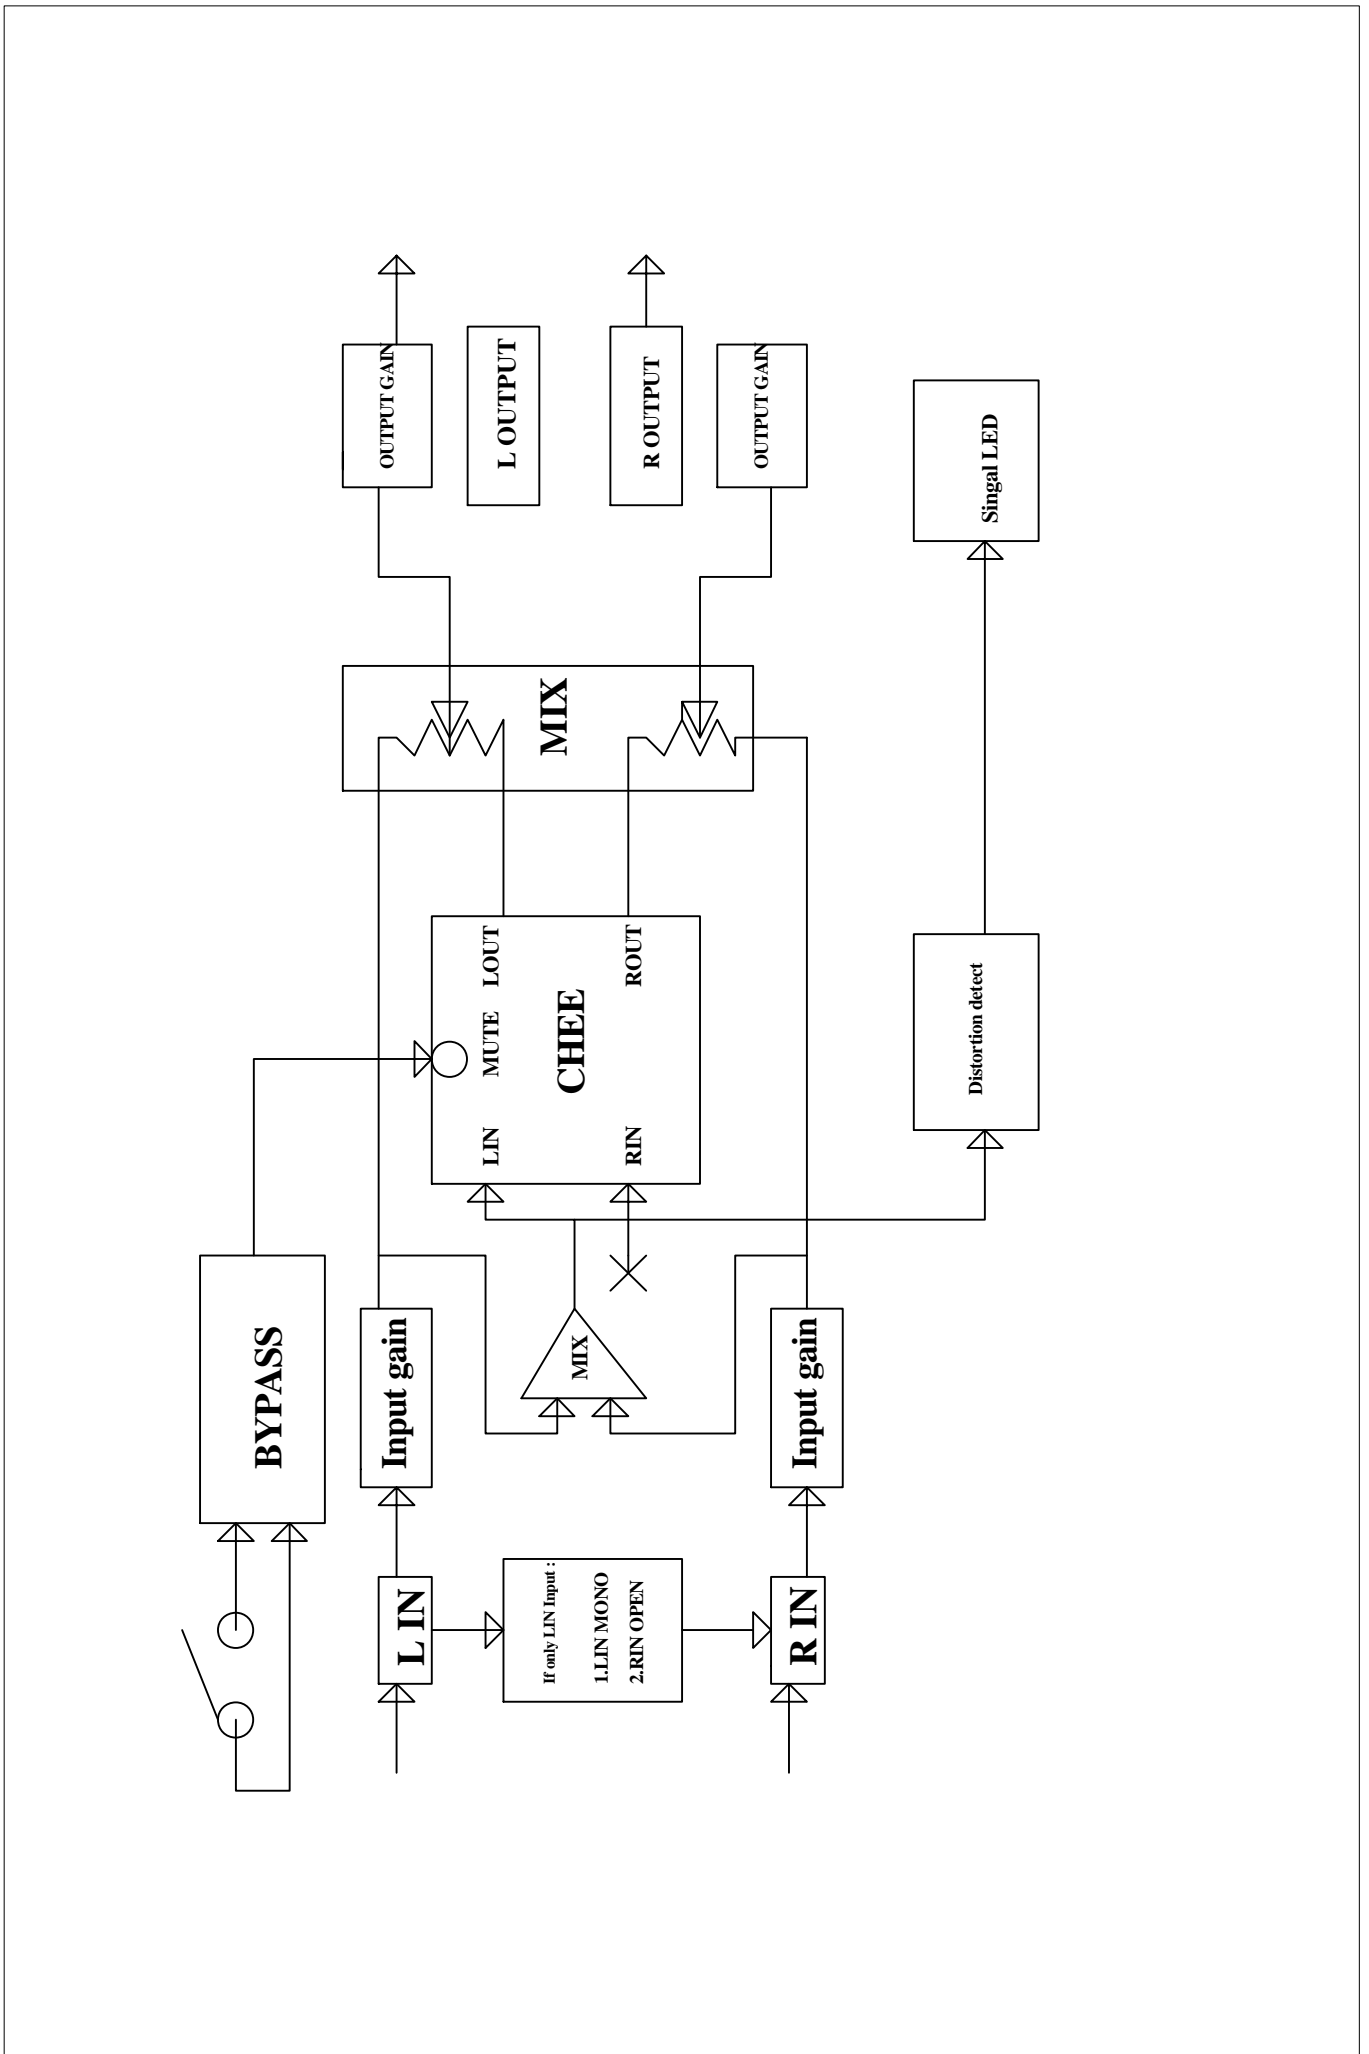 BYPASS
L IN
Input gain
If only LIN Input :
1.LIN MONO
2.RIN OPEN
R IN
Input gain
MIX
LIN
MUTE
LOUT
CHEE
RIN
ROUT
MIX
OUTPUT GAIN
L OUTPUT
R OUTPUT
OUTPUT GAIN
Distortion detect
Singal LED